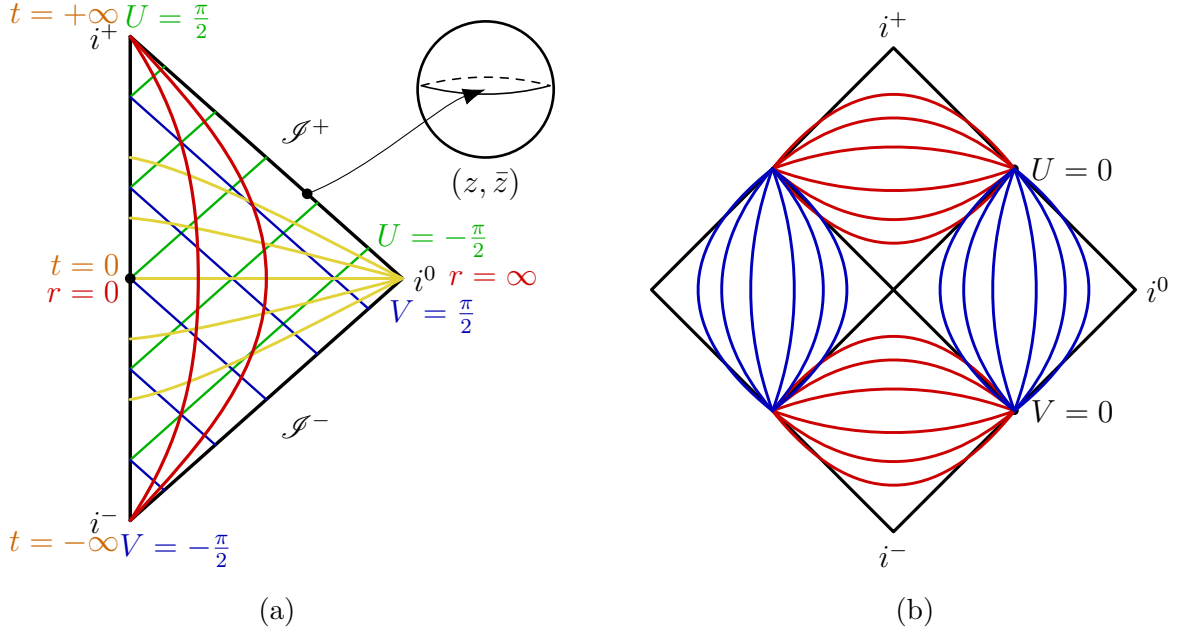 t = +∞ U = π/2
i⁺
𝓘⁺
(z, z̄)
U = −π/2
t = 0
r = 0
i⁰ r = ∞
V = π/2
𝓘⁻
i⁻
t = −∞ V = −π/2
(a)
i⁺
U = 0
i⁰
V = 0
i⁻
(b)